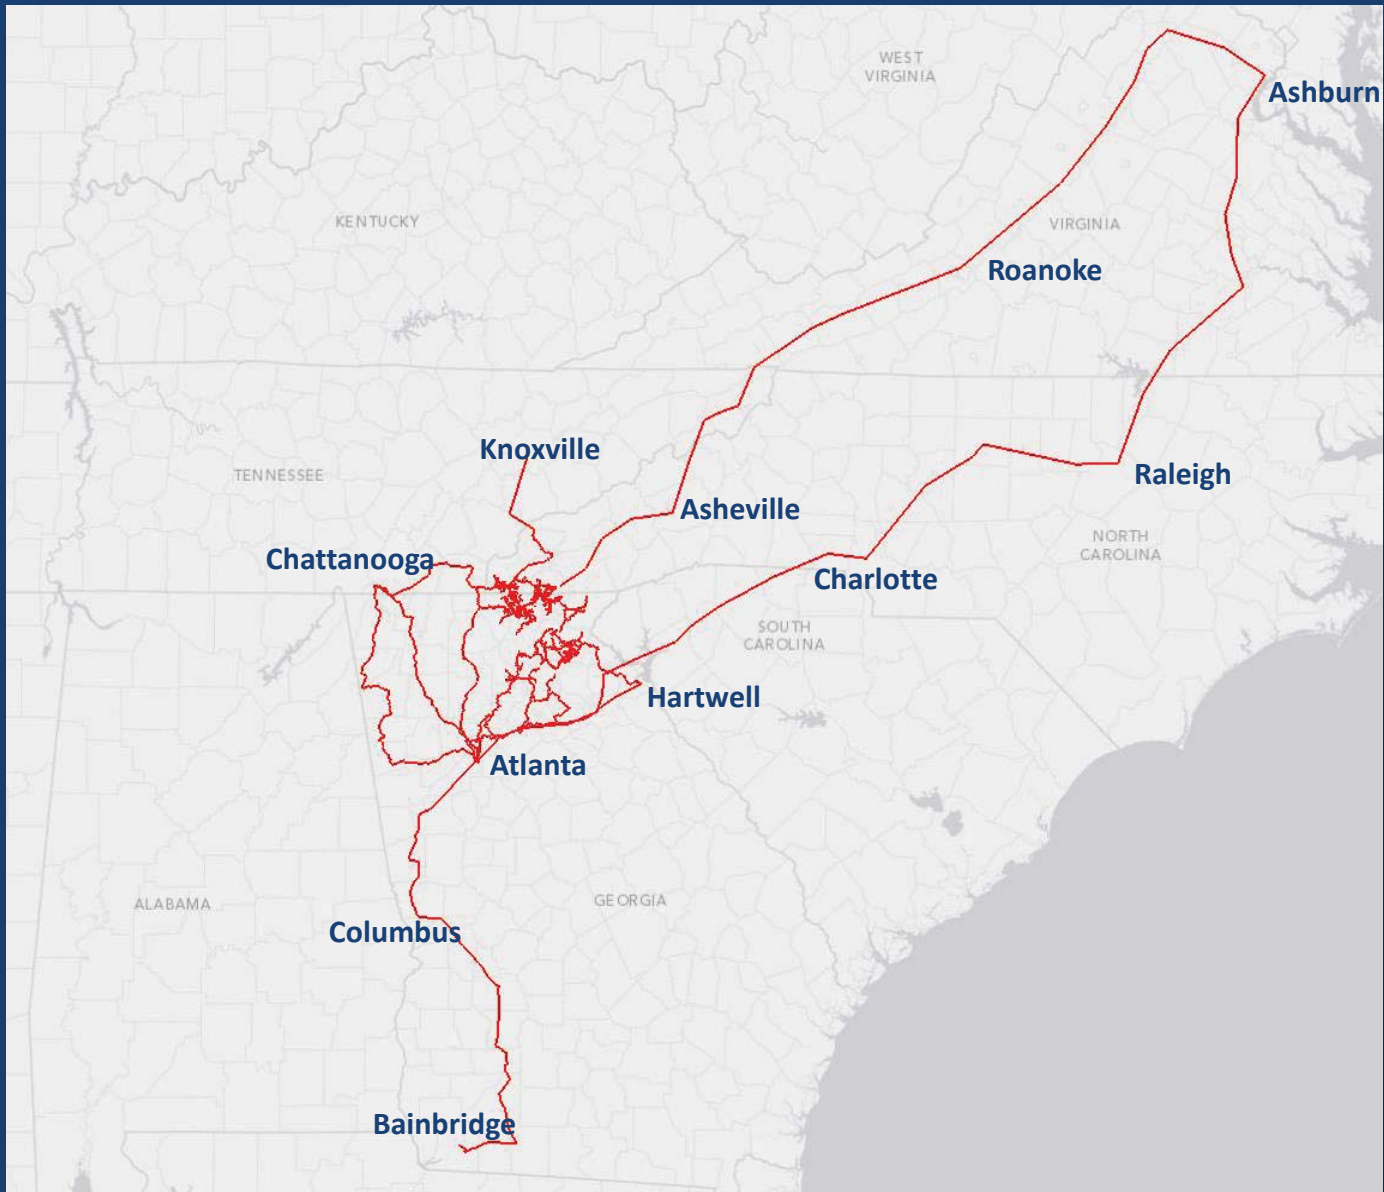 WEST
VIRGINIA
Ashburn
KENTUCKY
VIRGINIA
Roanoke
Knoxville
TENNESSEE
Raleigh
Asheville
NORTH
CAROLINA
Chattanooga
Charlotte
SOUTH
CAROLINA
Hartwell
Atlanta
ALABAMA
GEORGIA
Columbus
Bainbridge